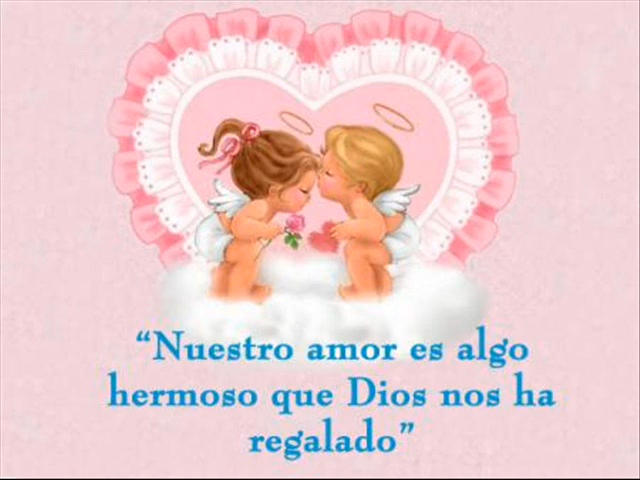 “Nuestro amor es algo
hermoso que Dios nos ha
regalado”